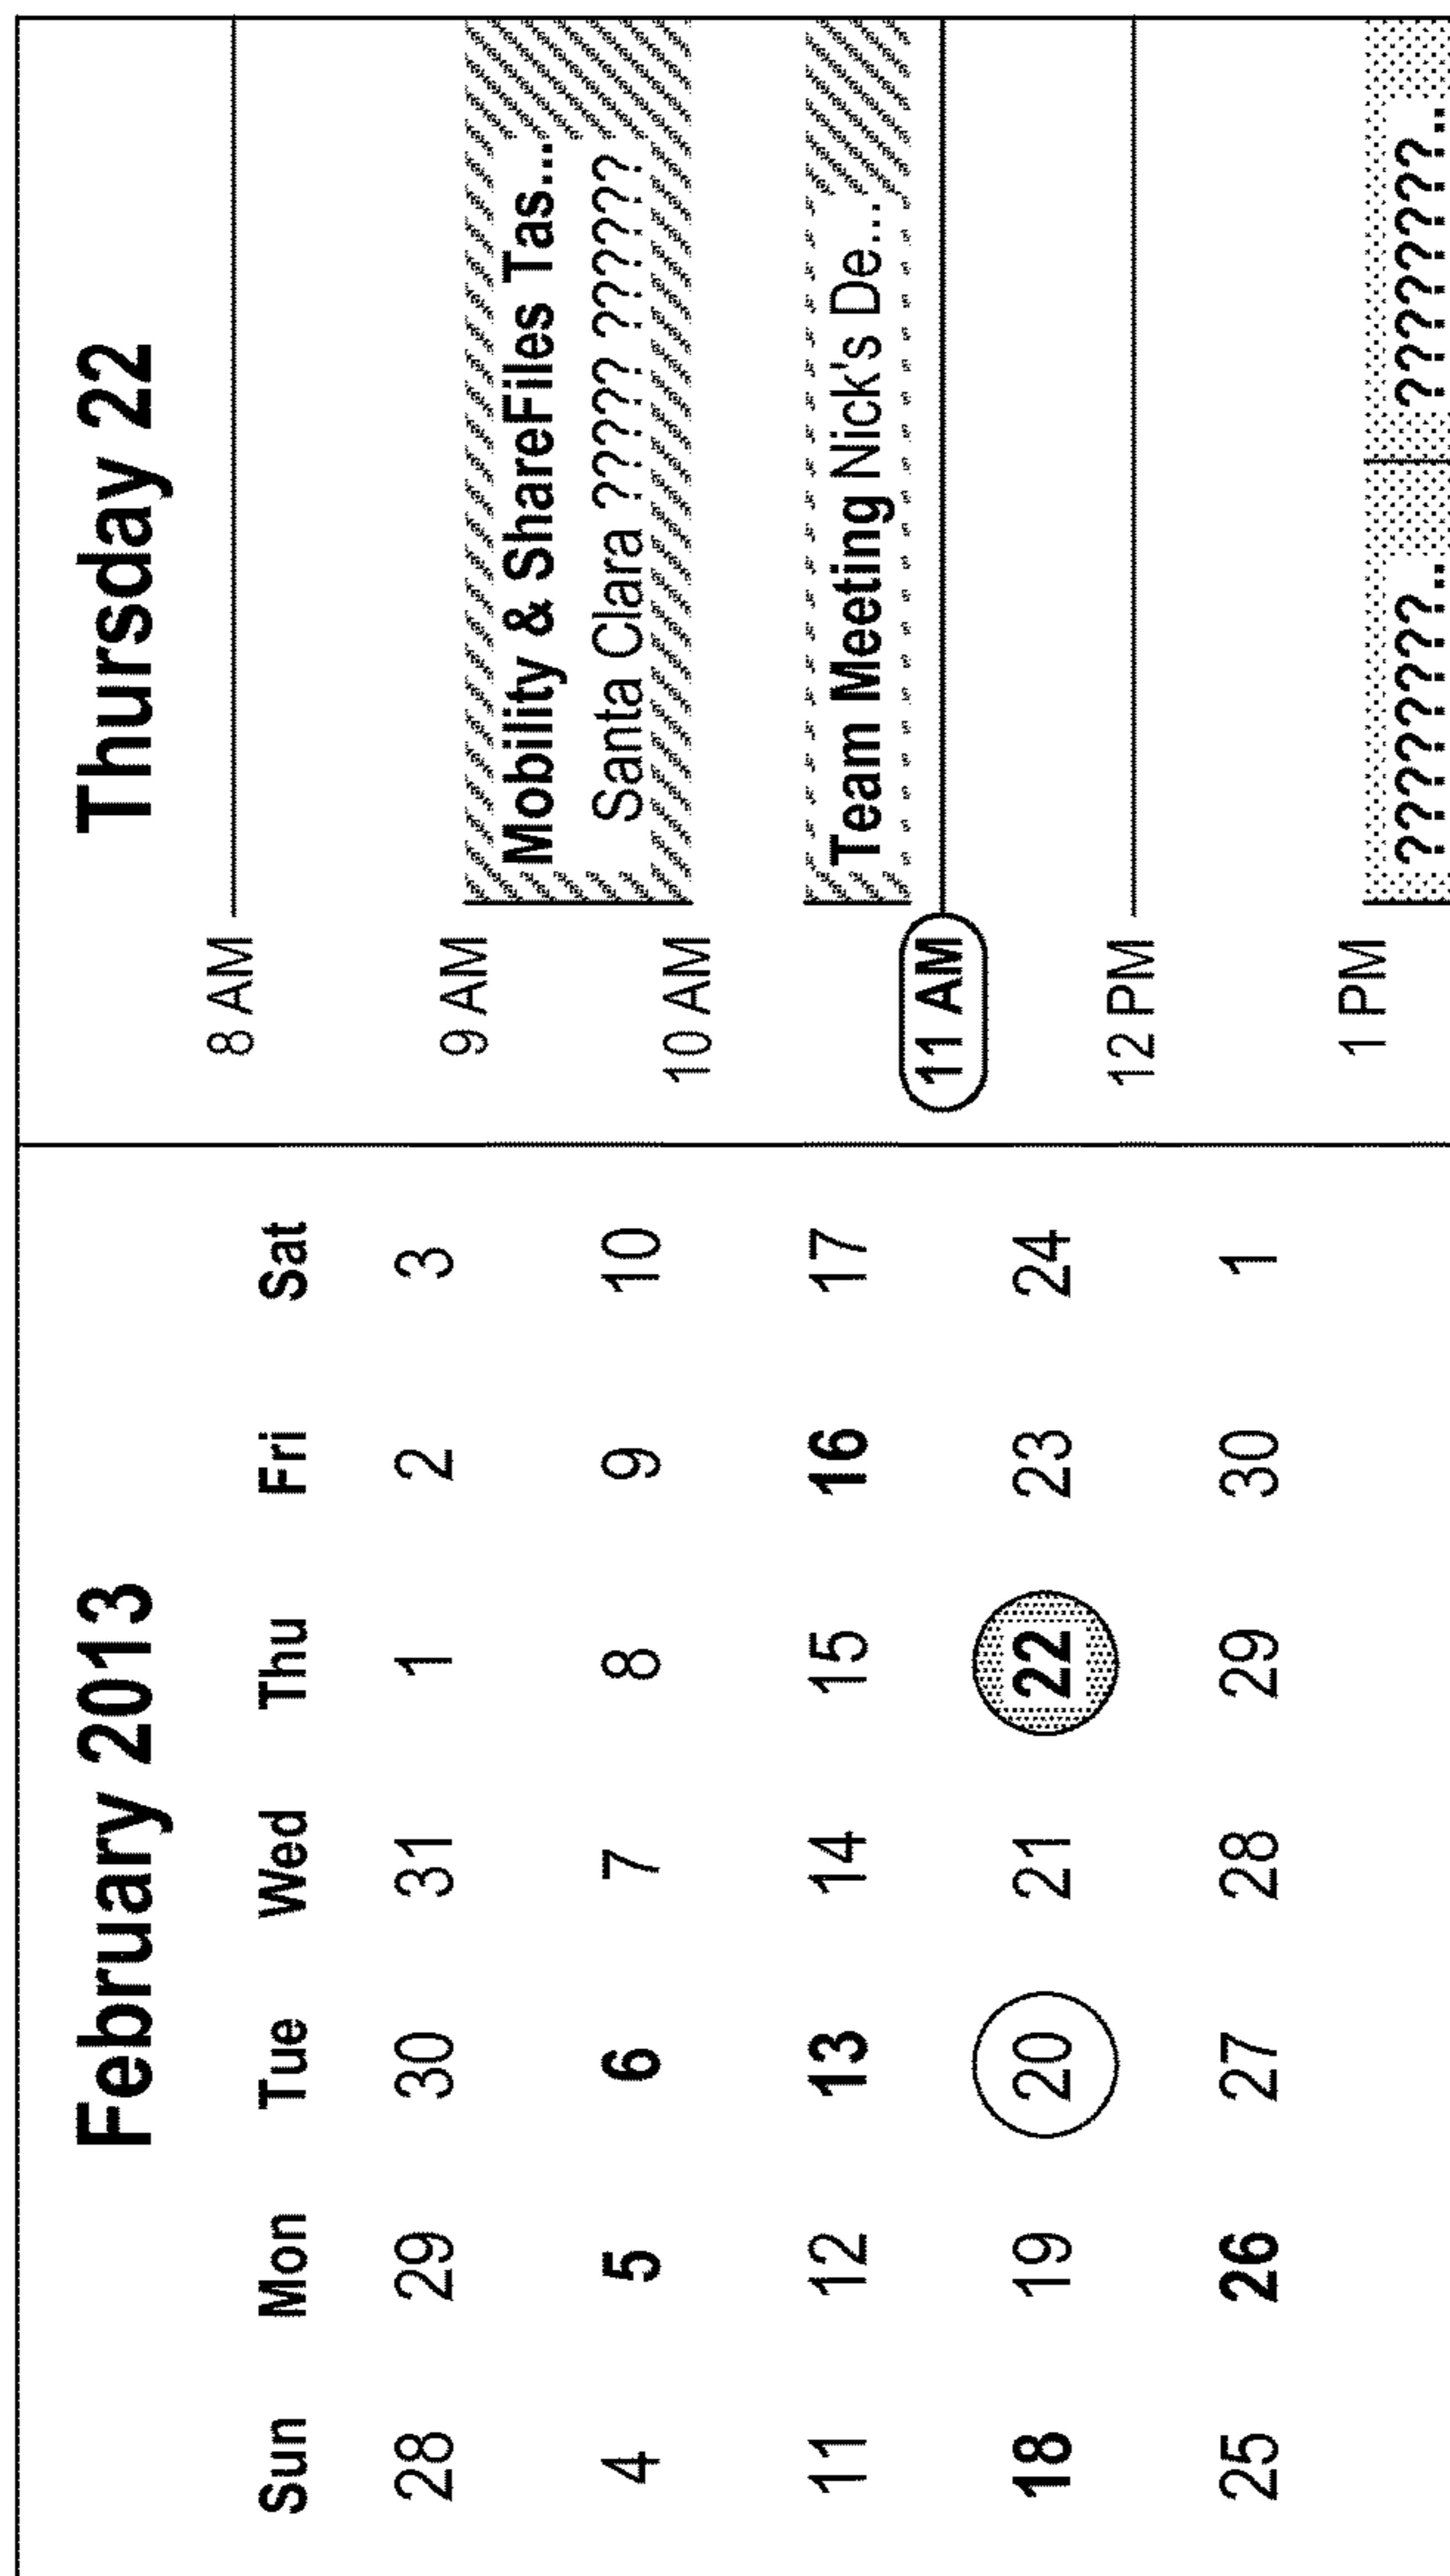 February 2013
Sun Mon Tue Wed Thu Fri Sat
28 29 30 31 1 2 3
4 5 6 7 8 9 10
11 12 13 14 15 16 17
18 19 20 21 22 23 24
25 26 27 28 29 30 1
Thursday 22
8 AM
9 AM
Mobility & ShareFiles Tas...
Santa Clara ????? ???????
10 AM
Team Meeting Nick's De...
11 AM
12 PM
1 PM
????????... ????????...